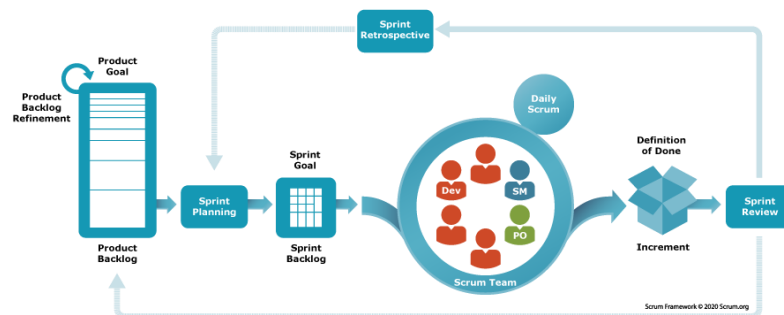 Sprint
Retrospective
Product
Goal
Product
Backlog
Refinement
Daily
Scrum
Definition
of Done
Sprint
Goal
Dev
SM
PO
Sprint
Planning
Sprint
Review
Product
Backlog
Sprint
Backlog
Increment
Scrum Team
Scrum Framework © 2020 Scrum.org